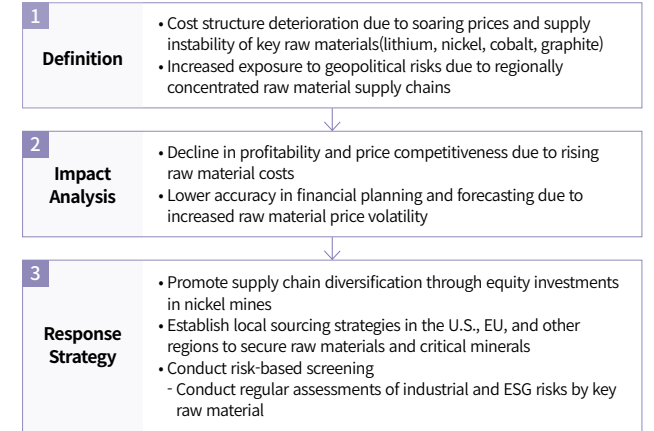 1
Definition
• Cost structure deterioration due to soaring prices and supply
instability of key raw materials(lithium, nickel, cobalt, graphite)
• Increased exposure to geopolitical risks due to regionally
concentrated raw material supply chains
2
Impact
Analysis
• Decline in profitability and price competitiveness due to rising
raw material costs
• Lower accuracy in financial planning and forecasting due to
increased raw material price volatility
3
Response
Strategy
• Promote supply chain diversification through equity investments
in nickel mines
• Establish local sourcing strategies in the U.S., EU, and other
regions to secure raw materials and critical minerals
• Conduct risk-based screening
- Conduct regular assessments of industrial and ESG risks by key
raw material